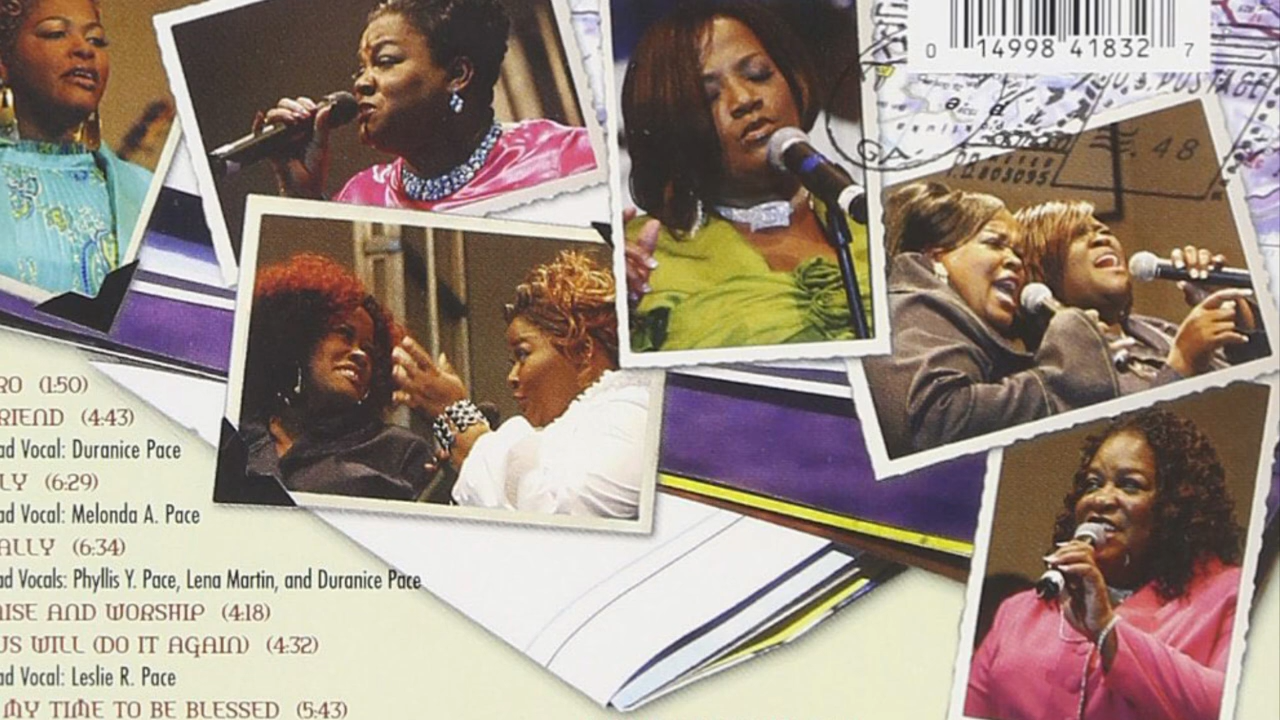 0 14998 41832 7
U.S. POSTAGE
GA.
48
RO (1:50)
RIEND (4:43)
ad Vocal: Duranice Pace
LY (6:29)
ad Vocal: Melonda A. Pace
ALLY (6:34)
ad Vocals: Phyllis Y. Pace, Lena Martin, and Duranice Pace
AISE AND WORSHIP (4:18)
US WILL (DO IT AGAIN) (4:32)
ad Vocal: Leslie R. Pace
MY TIME TO BE BLESSED (5:43)